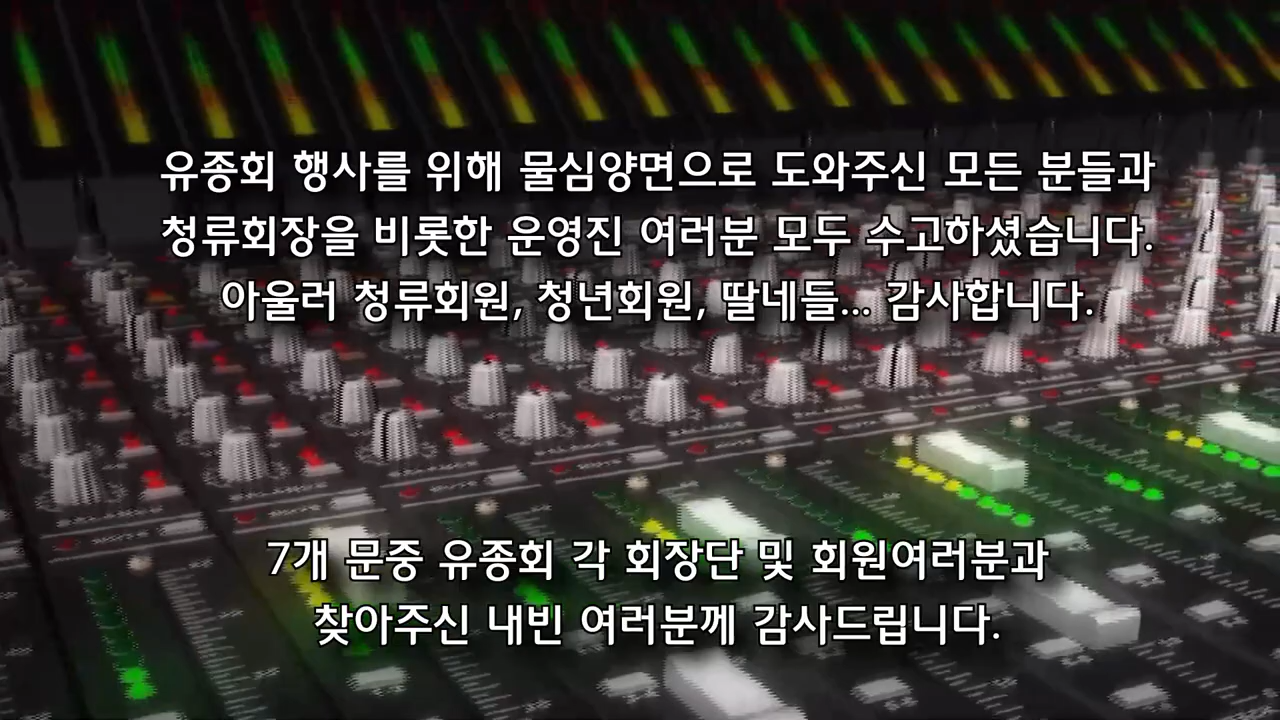 유종회 행사를 위해 물심양면으로 도와주신 모든 분들과
청류회장을 비롯한 운영진 여러분 모두 수고하셨습니다.
아울러 청류회원, 청년회원, 딸네들... 감사합니다.
7개 문중 유종회 각 회장단 및 회원여러분과
찾아주신 내빈 여러분께 감사드립니다.